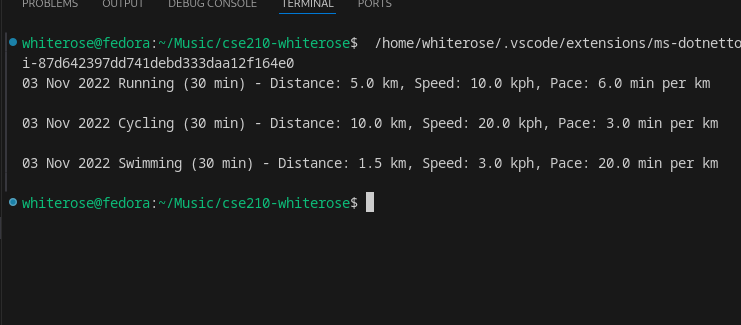 PROBLEMS OUTPUT DEBUG CONSOLE TERMINAL PORTS
whiterose@fedora:~/Music/cse210-whiterose$  /home/whiterose/.vscode/extensions/ms-dotnetto
i-87d642397dd741debd333daa12f164e0
03 Nov 2022 Running (30 min) - Distance: 5.0 km, Speed: 10.0 kph, Pace: 6.0 min per km
03 Nov 2022 Cycling (30 min) - Distance: 10.0 km, Speed: 20.0 kph, Pace: 3.0 min per km
03 Nov 2022 Swimming (30 min) - Distance: 1.5 km, Speed: 3.0 kph, Pace: 20.0 min per km
whiterose@fedora:~/Music/cse210-whiterose$